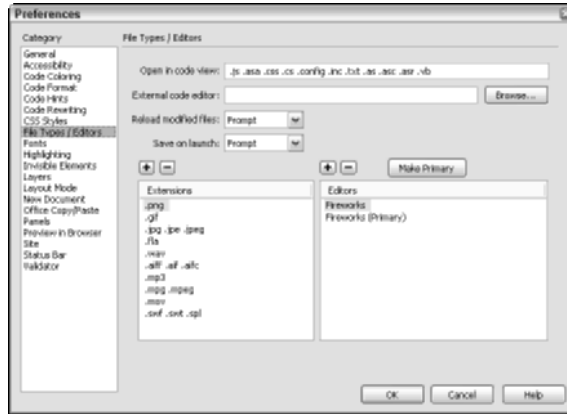 Preferences
Category
General
Accessibility
Code Coloring
Code Format
Code Hints
Code Rewriting
CSS Styles
File Types / Editors
Fonts
Highlighting
Invisible Elements
Layers
Layout Mode
New Document
Office Copy/Paste
Panels
Preview in Browser
Site
Status Bar
Validator
File Types / Editors
Open in code view: .js .asa .css .cs .config .inc .txt .as .asc .asr .vb
External code editor: Browse...
Reload modified files: Prompt
Save on launch: Prompt
Make Primary
Extensions
.png
.gif
.jpg .jpe .jpeg
.fla
.wav
.aiff .aif .aifc
.mp3
.mpg .mpeg
.mov
.swf .swt .spl
Editors
Fireworks
Fireworks (Primary)
OK Cancel Help